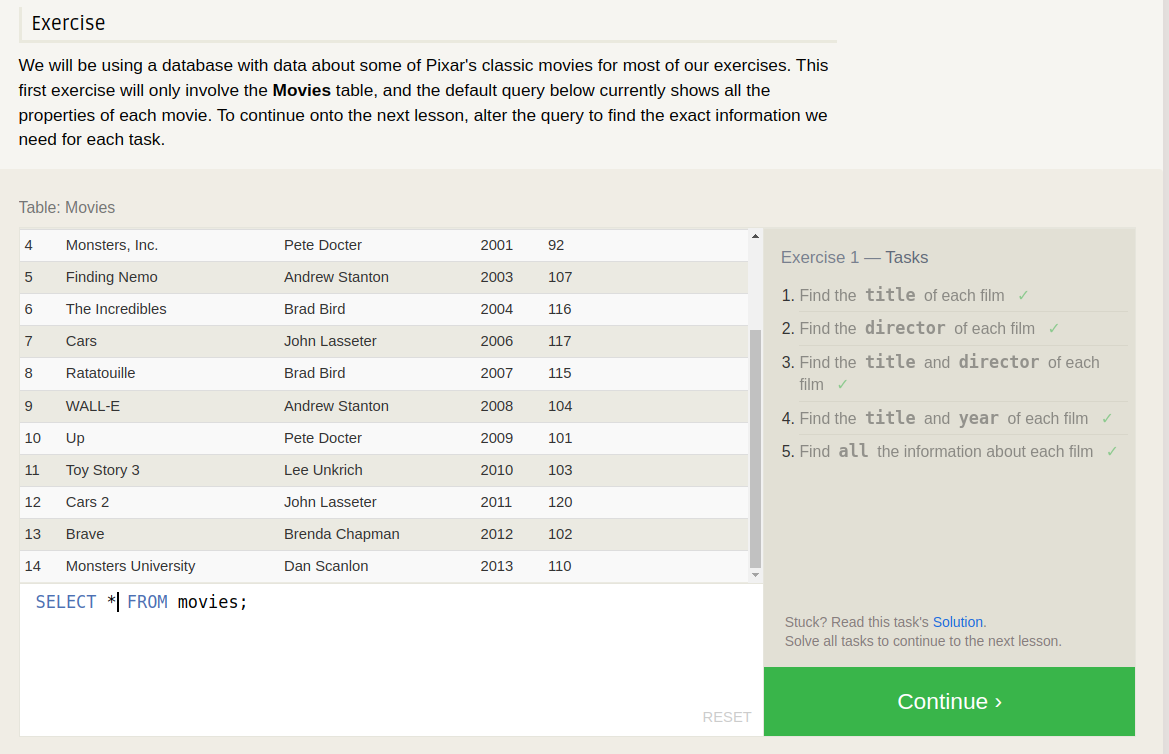 Exercise
We will be using a database with data about some of Pixar's classic movies for most of our exercises. This
first exercise will only involve the Movies table, and the default query below currently shows all the
properties of each movie. To continue onto the next lesson, alter the query to find the exact information we
need for each task.
Table: Movies
4 Monsters, Inc. Pete Docter 2001 92
5 Finding Nemo Andrew Stanton 2003 107
6 The Incredibles Brad Bird 2004 116
7 Cars John Lasseter 2006 117
8 Ratatouille Brad Bird 2007 115
9 WALL-E Andrew Stanton 2008 104
10 Up Pete Docter 2009 101
11 Toy Story 3 Lee Unkrich 2010 103
12 Cars 2 John Lasseter 2011 120
13 Brave Brenda Chapman 2012 102
14 Monsters University Dan Scanlon 2013 110
SELECT * FROM movies;
RESET
Exercise 1 — Tasks
1. Find the title of each film ✓
2. Find the director of each film ✓
3. Find the title and director of each
film ✓
4. Find the title and year of each film ✓
5. Find all the information about each film ✓
Stuck? Read this task's Solution.
Solve all tasks to continue to the next lesson.
Continue ›